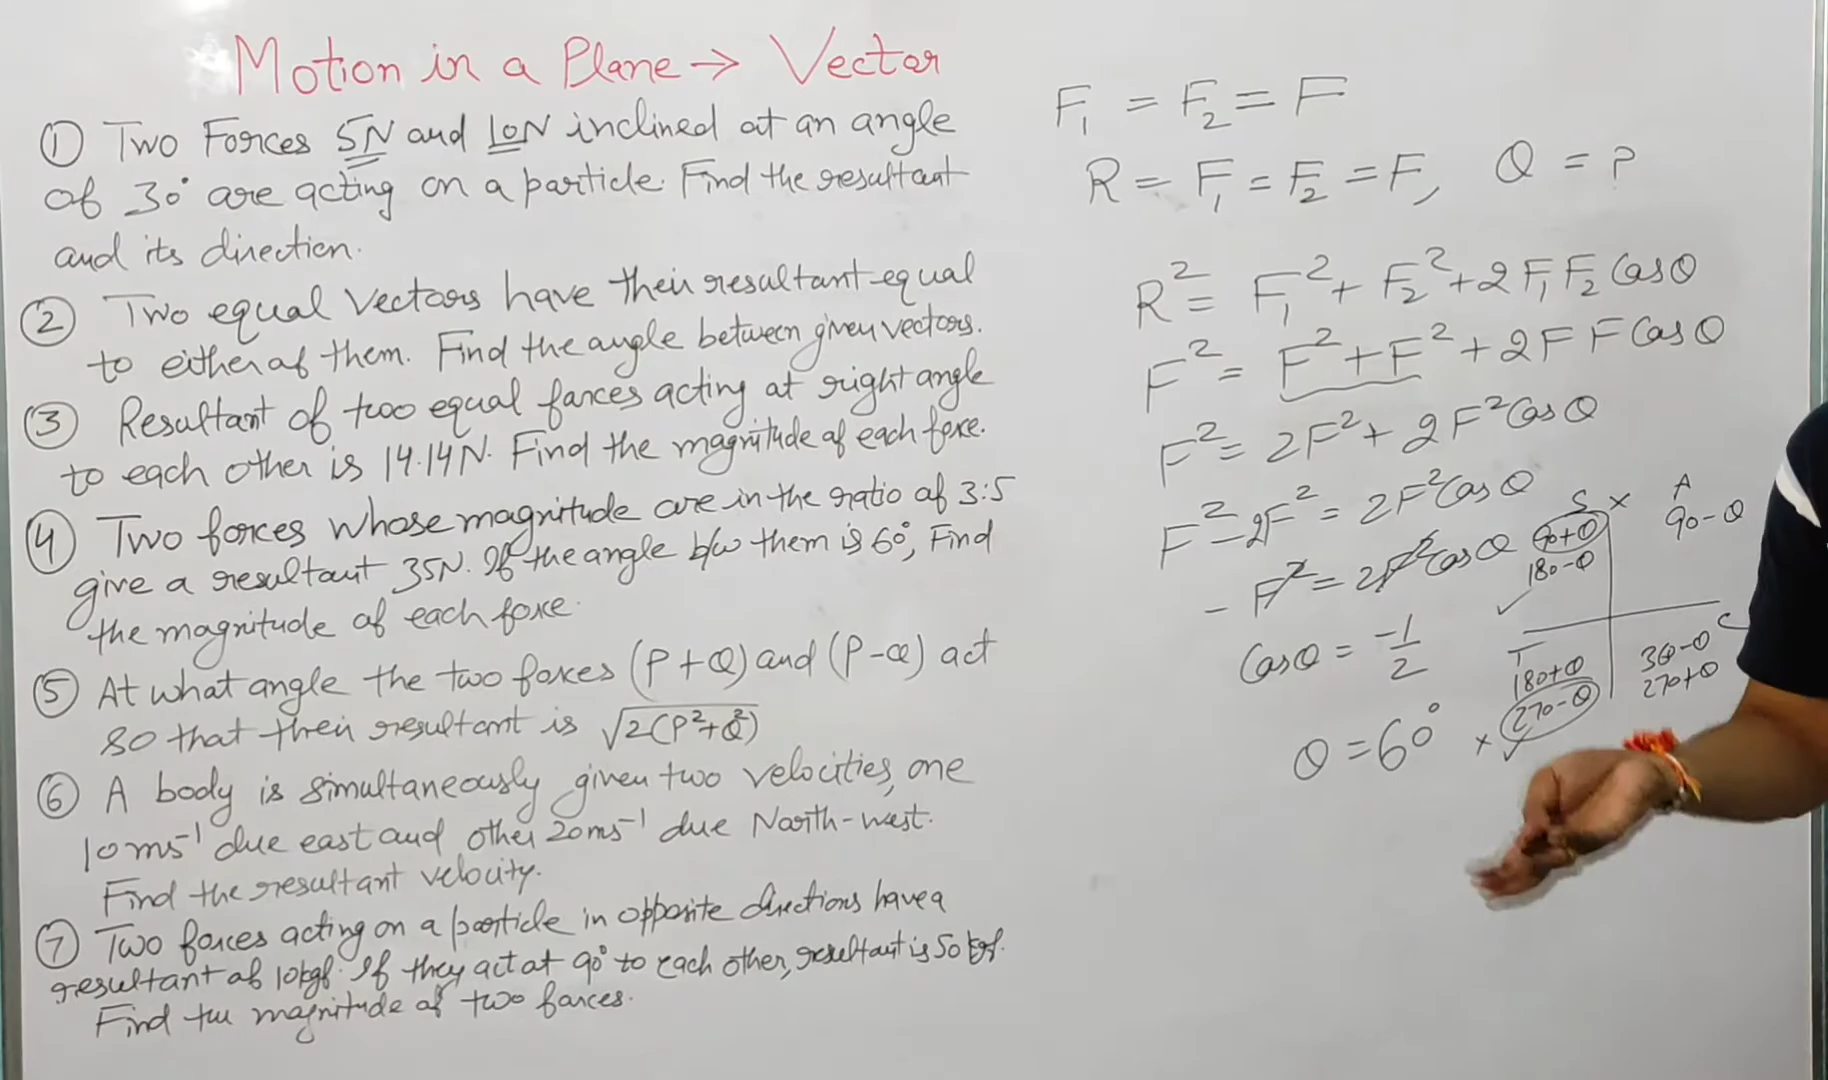 Motion in a Plane → Vector
① Two Forces 5N and 10N inclined at an angle
of 30° are acting on a particle. Find the resultant
and its direction.
② Two equal Vectors have their resultant equal
to either of them. Find the angle between given vectors.
③ Resultant of two equal forces acting at right angle
to each other is 14.14N. Find the magnitude of each force.
④ Two forces whose magnitude are in the ratio of 3:5
give a resultant 35N. If the angle b/w them is 60°, Find
the magnitude of each force.
⑤ At what angle the two forces (P+Q) and (P-Q) act
so that their resultant is √2(P²+Q²)
⑥ A body is simultaneously given two velocities, one
10ms⁻¹ due east and other 20ms⁻¹ due North-west.
Find the resultant velocity.
⑦ Two forces acting on a particle in opposite directions have a
resultant of 10kgf. If they act at 90° to each other, resultant is 50 kgf.
Find the magnitude of two forces.
F₁ = F₂ = F
R = F₁ = F₂ = F, θ = ?
R² = F₁² + F₂² + 2F₁F₂ Cosθ
F² = F² + F² + 2F F Cosθ
F² = 2F² + 2F² Cosθ
F² - 2F² = 2F² Cosθ
- F² = 2F² Cosθ
Cosθ = -1/2
θ = 60° ×
S × A
90+θ 90-θ
180-θ
T C
180+θ 360-θ
270-θ 270+θ